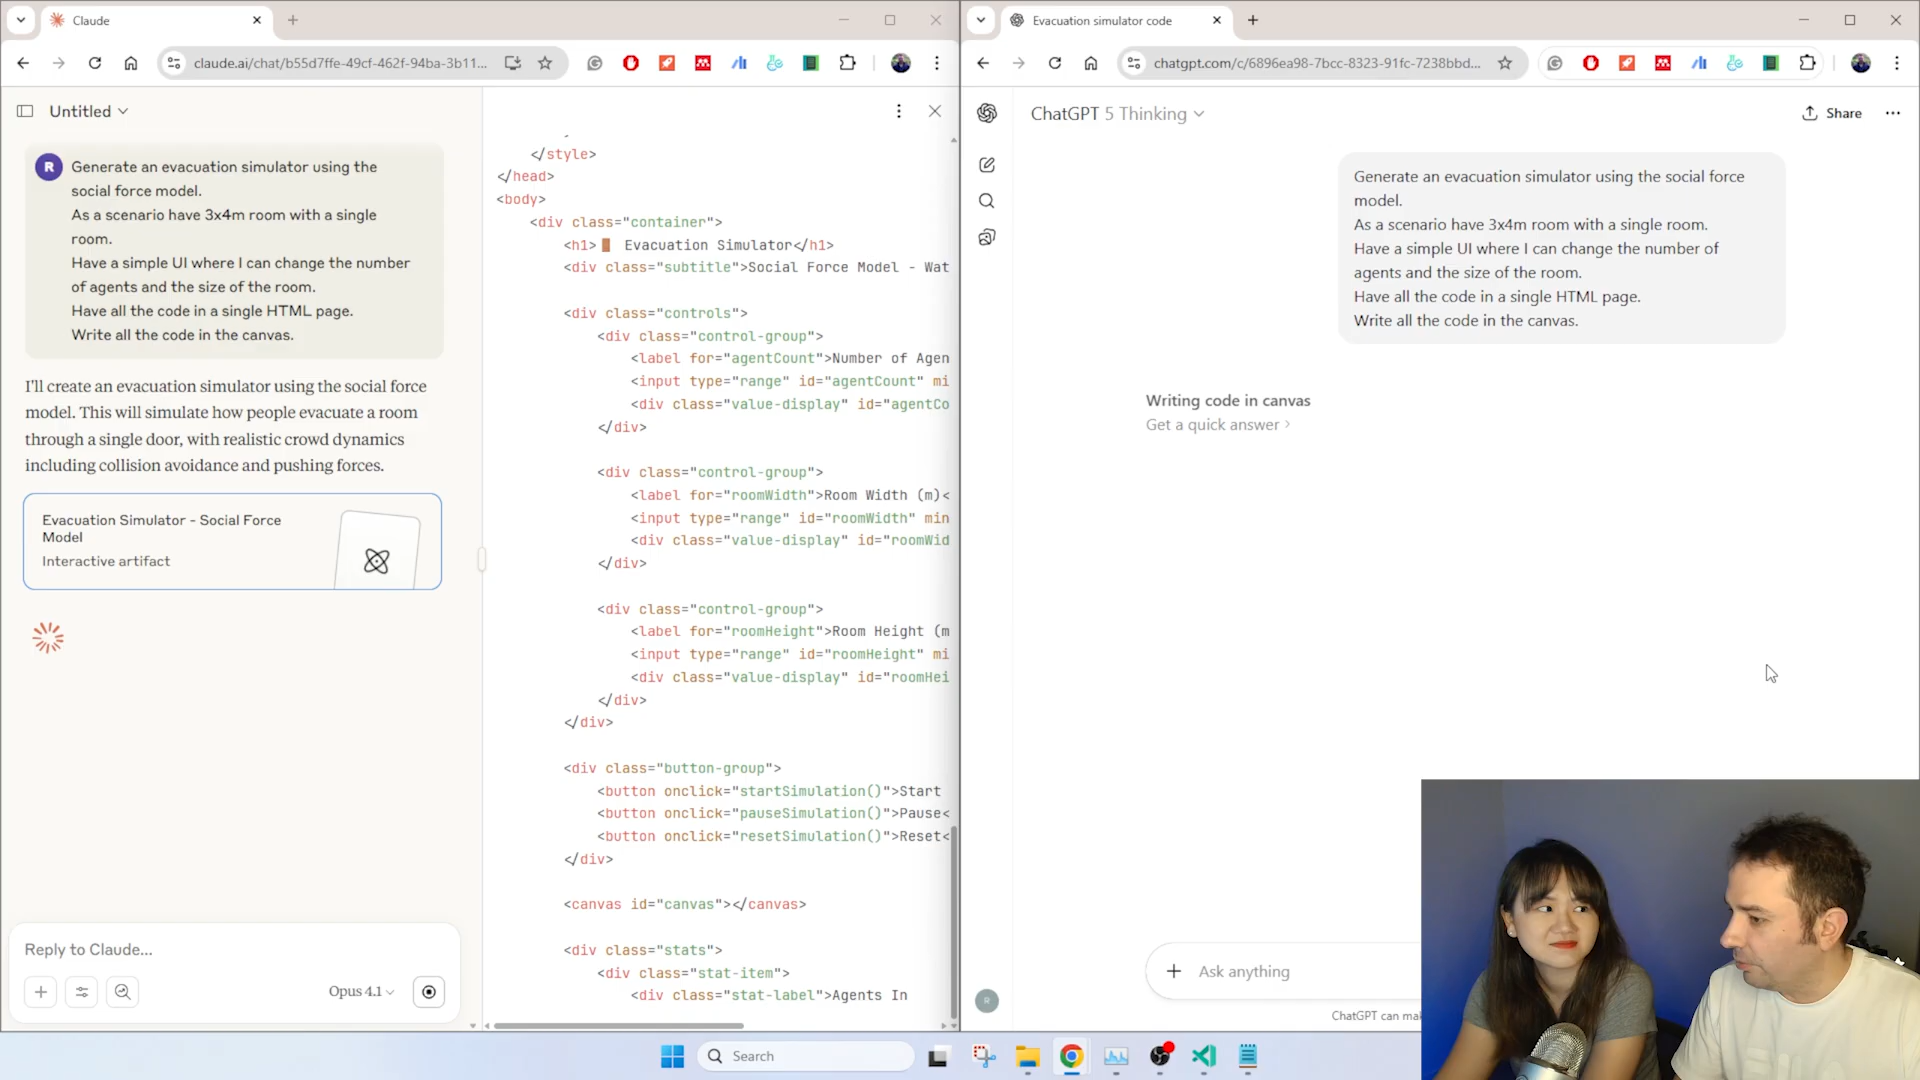 Claude
claude.ai/chat/b55d7ffe-49cf-462f-94ba-3b11...
Untitled
R
Generate an evacuation simulator using the
social force model.
As a scenario have 3x4m room with a single
room.
Have a simple UI where I can change the number
of agents and the size of the room.
Have all the code in a single HTML page.
Write all the code in the canvas.
I'll create an evacuation simulator using the social force
model. This will simulate how people evacuate a room
through a single door, with realistic crowd dynamics
including collision avoidance and pushing forces.
Evacuation Simulator - Social Force
Model
Interactive artifact
Reply to Claude...
Opus 4.1
</style>
</head>
<body>
<div class="container">
<h1> Evacuation Simulator</h1>
<div class="subtitle">Social Force Model - Wat
<div class="controls">
<div class="control-group">
<label for="agentCount">Number of Agen
<input type="range" id="agentCount" mi
<div class="value-display" id="agentCo
</div>
<div class="control-group">
<label for="roomWidth">Room Width (m)<
<input type="range" id="roomWidth" min
<div class="value-display" id="roomWid
</div>
<div class="control-group">
<label for="roomHeight">Room Height (m
<input type="range" id="roomHeight" mi
<div class="value-display" id="roomHei
</div>
</div>
<div class="button-group">
<button onclick="startSimulation()">Start
<button onclick="pauseSimulation()">Pause<
<button onclick="resetSimulation()">Reset<
</div>
<canvas id="canvas"></canvas>
<div class="stats">
<div class="stat-item">
<div class="stat-label">Agents In
Evacuation simulator code
chatgpt.com/c/6896ea98-7bcc-8323-91fc-7238bbd...
ChatGPT 5 Thinking
Share
Generate an evacuation simulator using the social force
model.
As a scenario have 3x4m room with a single room.
Have a simple UI where I can change the number of
agents and the size of the room.
Have all the code in a single HTML page.
Write all the code in the canvas.
Writing code in canvas
Get a quick answer
Ask anything
R
ChatGPT can mak
Search